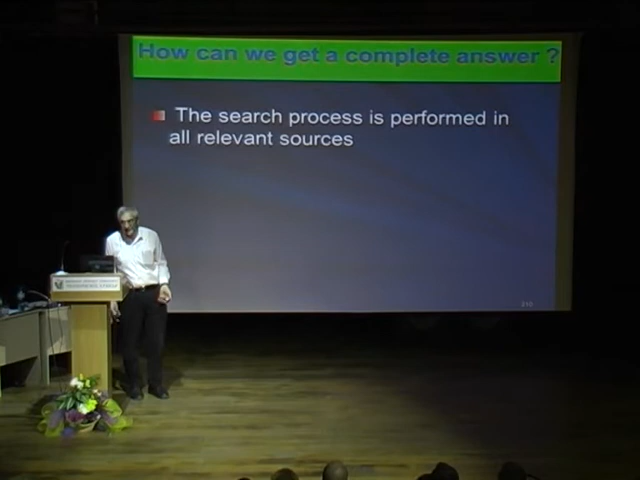 How can we get a complete answer ?
The search process is performed in
all relevant sources